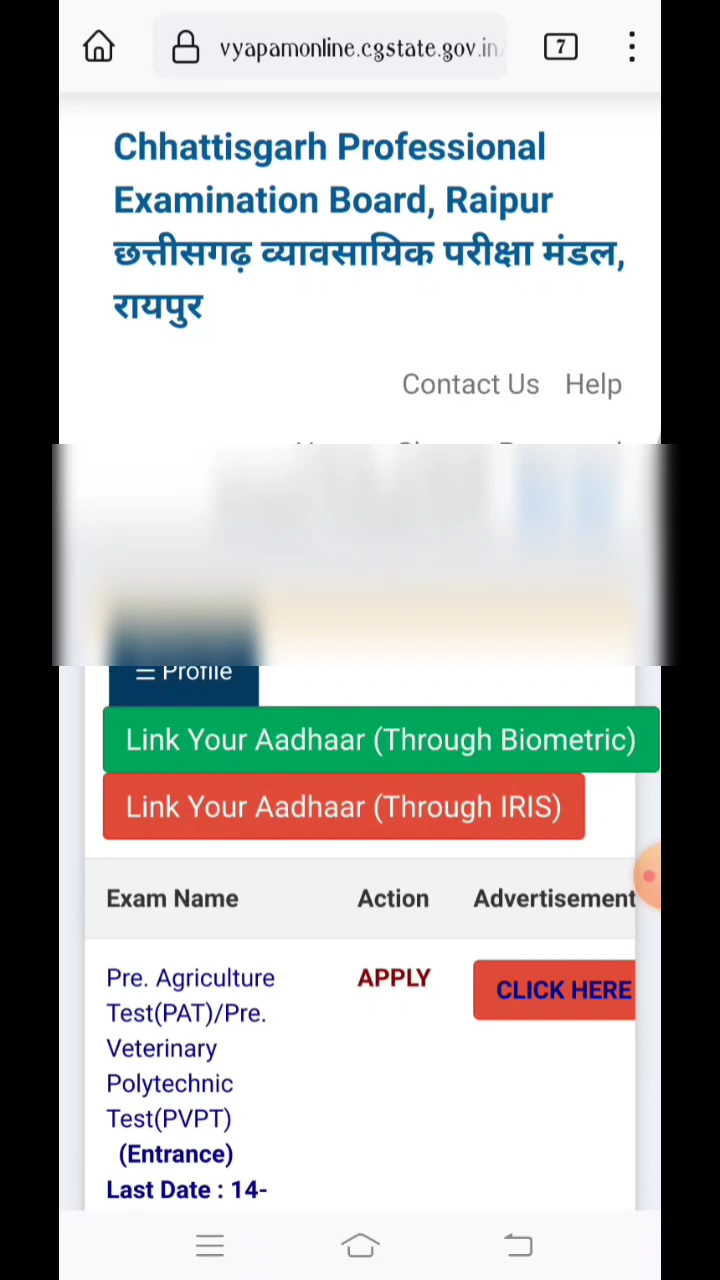 7
vyapamonline.cgstate.gov.in
Chhattisgarh Professional
Examination Board, Raipur
छत्तीसगढ़ व्यावसायिक परीक्षा मंडल,
रायपुर
Contact Us Help
☰ Profile
Link Your Aadhaar (Through Biometric)
Link Your Aadhaar (Through IRIS)
Exam Name Action Advertisement
Pre. Agriculture APPLY CLICK HERE
Test(PAT)/Pre.
Veterinary
Polytechnic
Test(PVPT)
(Entrance)
Last Date : 14-